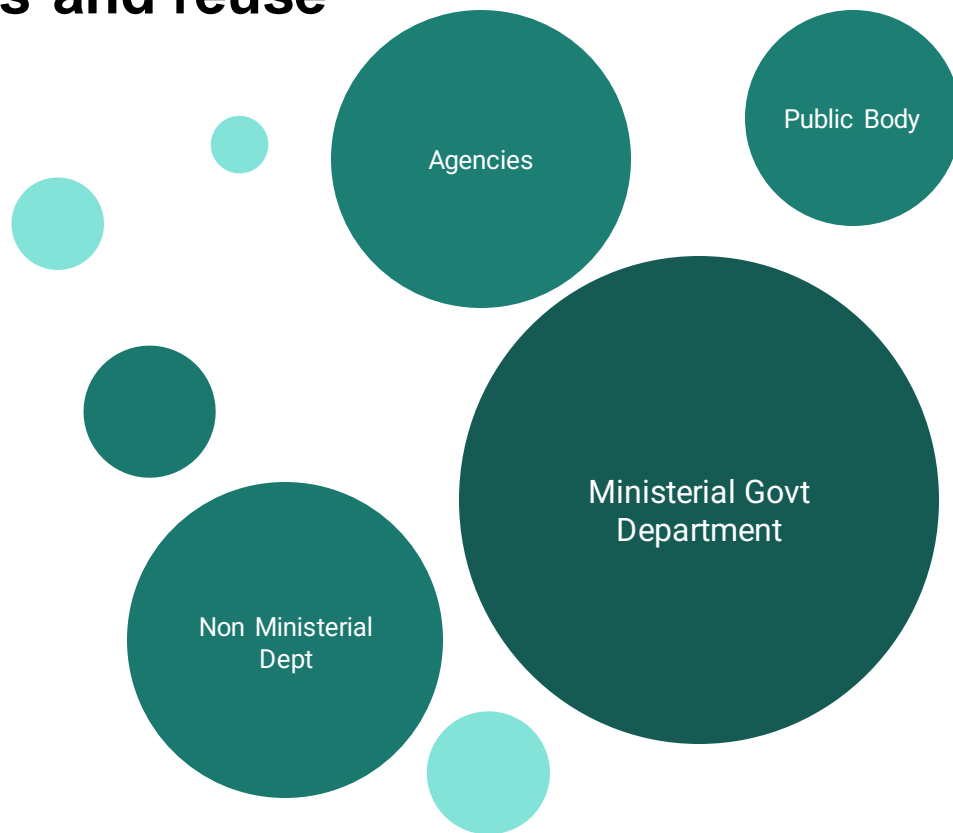 s and reuse
Agencies
Public Body
Ministerial Govt
Department
Non Ministerial
Dept